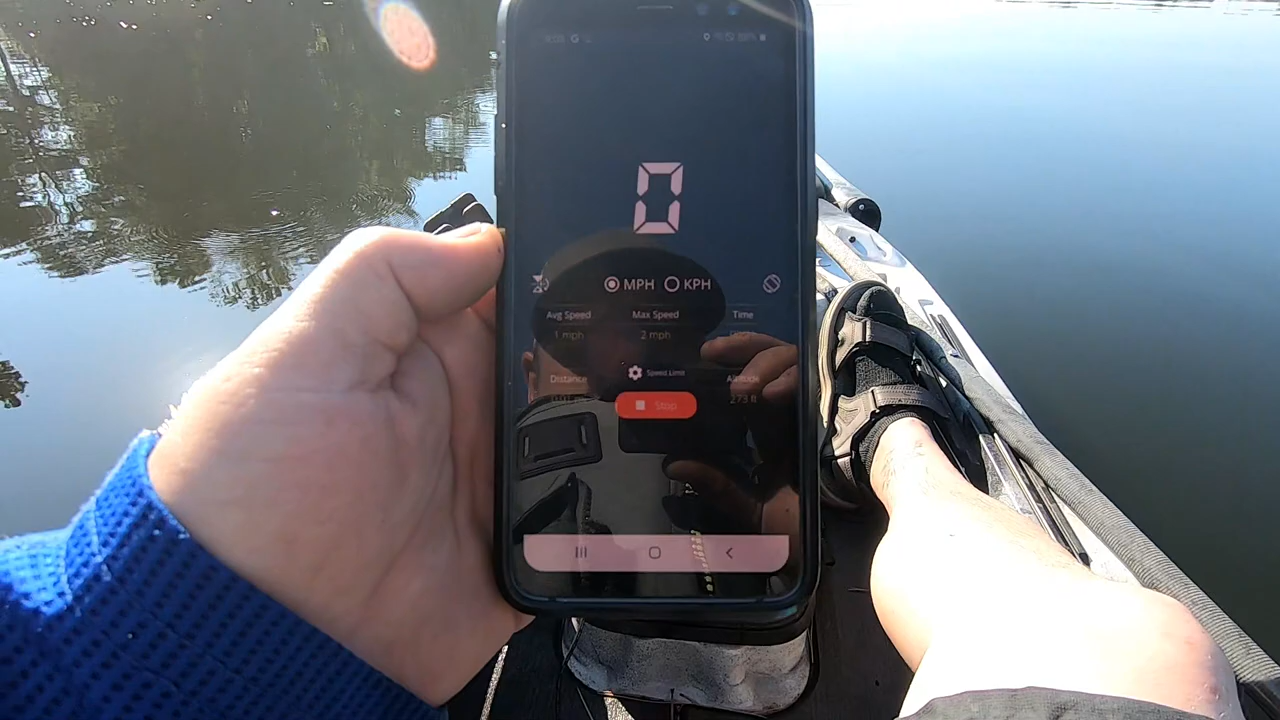 0
MPH KPH
Avg Speed Max Speed Time
1 mph 2 mph
Speed Limit
Distance Altitude
273 ft
Stop